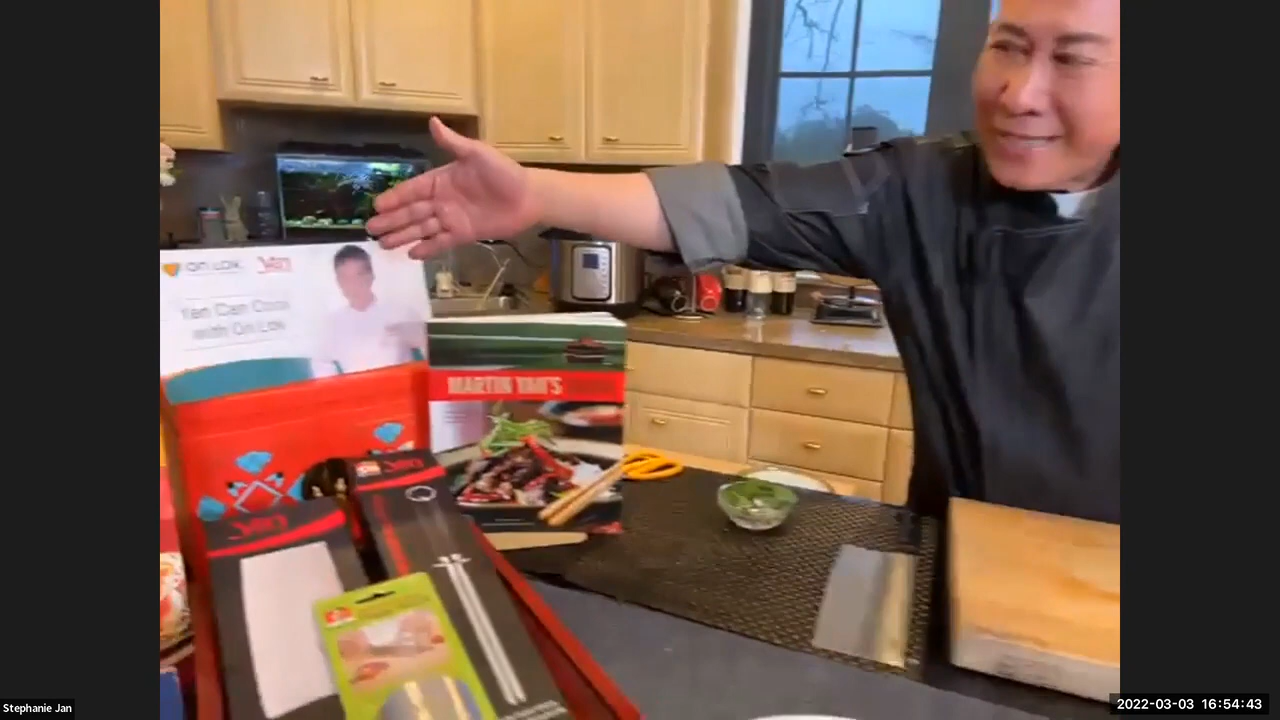 on Lok Yan
Yan Can Cook
with On Lok
MARTIN YAN'S
Yan
Yan
Stephanie Jan
2022-03-03 16:54:43